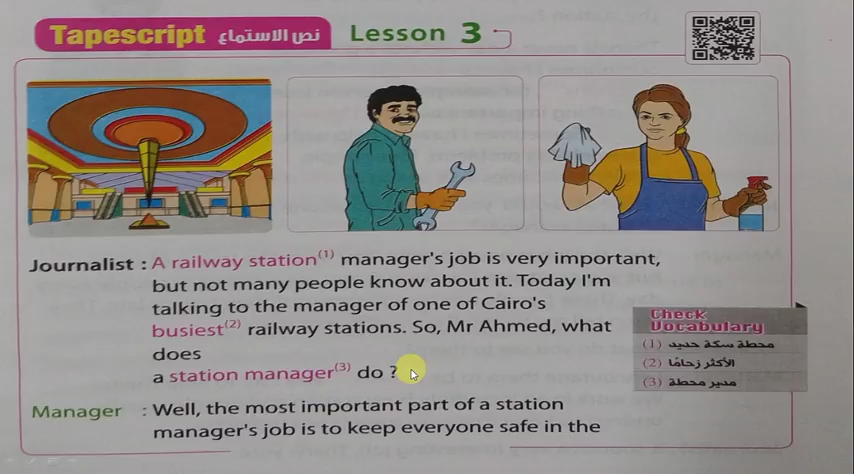 Tapescript نص الاستماع Lesson 3
Journalist : A railway station(1) manager's job is very important,
but not many people know about it. Today I'm
talking to the manager of one of Cairo's
busiest(2) railway stations. So, Mr Ahmed, what
does
a station manager(3) do ?
Manager : Well, the most important part of a station
manager's job is to keep everyone safe in the
Check
Vocabulary
(1) محطة سكة حديد
(2) الأكثر زحامًا
(3) مدير محطة